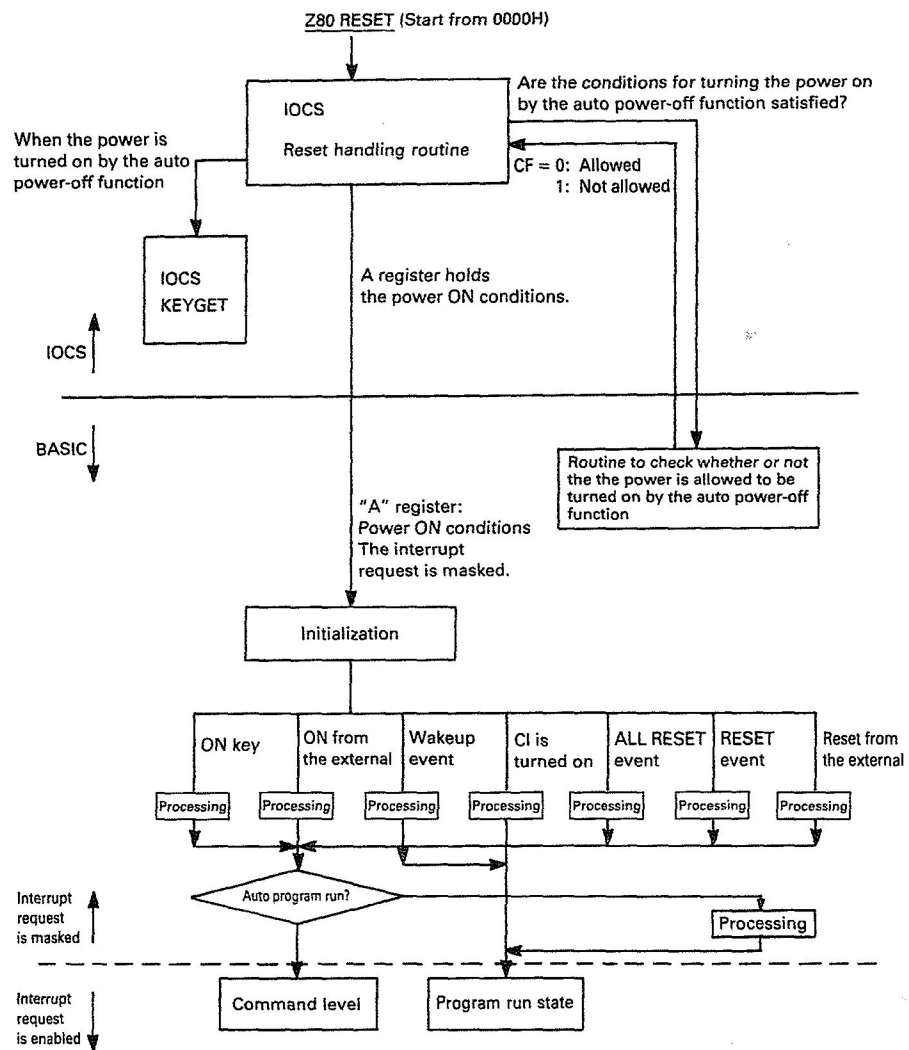 Z80 RESET (Start from 0000H)
Are the conditions for turning the power on
by the auto power-off function satisfied?
IOCS
Reset handling routine
When the power is
turned on by the auto
power-off function
CF = 0: Allowed
1: Not allowed
IOCS
KEYGET
A register holds
the power ON conditions.
IOCS
BASIC
Routine to check whether or not
the the power is allowed to be
turned on by the auto power-off
function
"A" register:
Power ON conditions
The interrupt
request is masked.
Initialization
ON key
ON from
the external
Wakeup
event
CI is
turned on
ALL RESET
event
RESET
event
Reset from
the external
Processing
Processing
Processing
Processing
Processing
Processing
Processing
Auto program run?
Interrupt
request
is masked
Processing
Interrupt
request
is enabled
Command level
Program run state